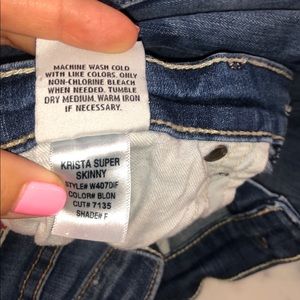 MACHINE WASH COLD
WITH LIKE COLORS. ONLY
NON-CHLORINE BLEACH
WHEN NEEDED. TUMBLE
DRY MEDIUM. WARM IRON
IF NECESSARY.
KRISTA SUPER
SKINNY
STYLE# W407DIF
COLOR# BLON
CUT# 7135
SHADE# F